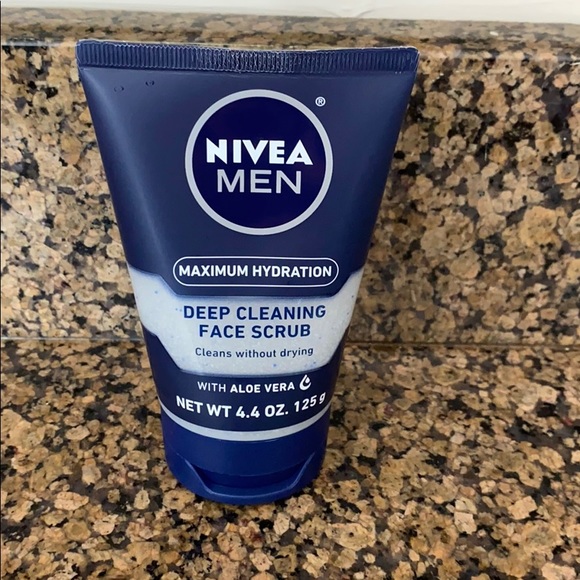 ®
NIVEA
MEN
MAXIMUM HYDRATION
DEEP CLEANING
FACE SCRUB
Cleans without drying
WITH ALOE VERA
NET WT 4.4 OZ. 125 g